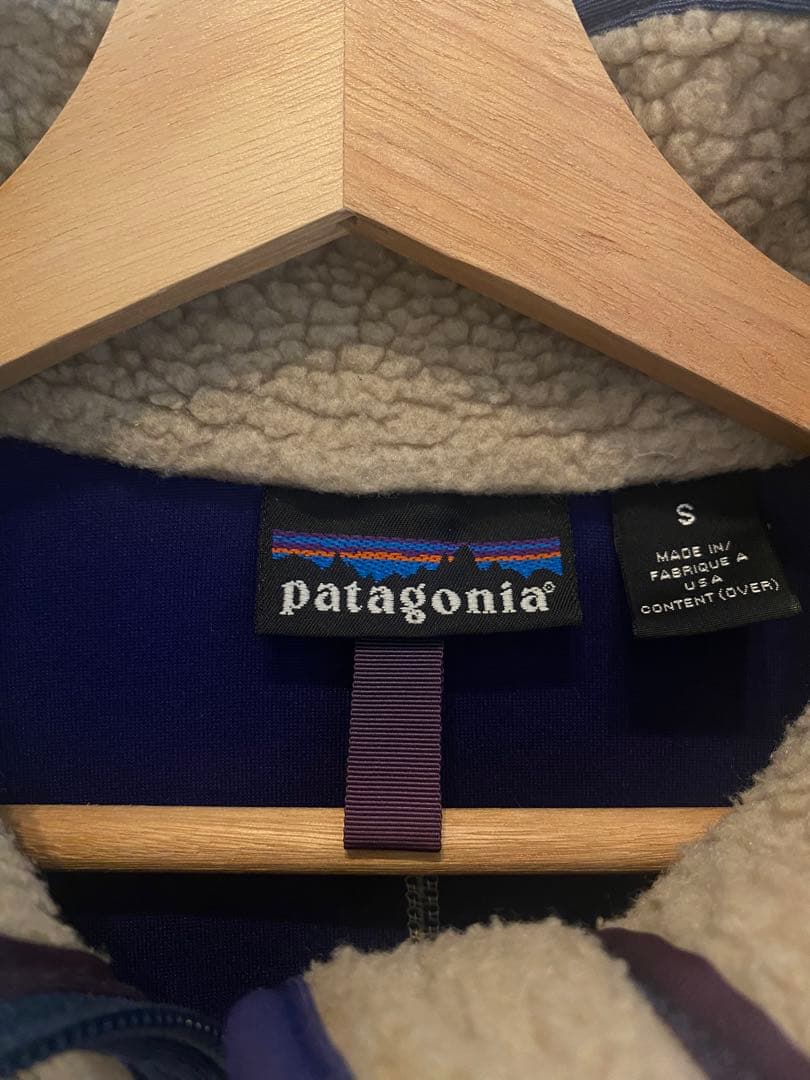 patagonia®
S
MADE IN/
FABRIQUE A
USA
CONTENT (OVER)